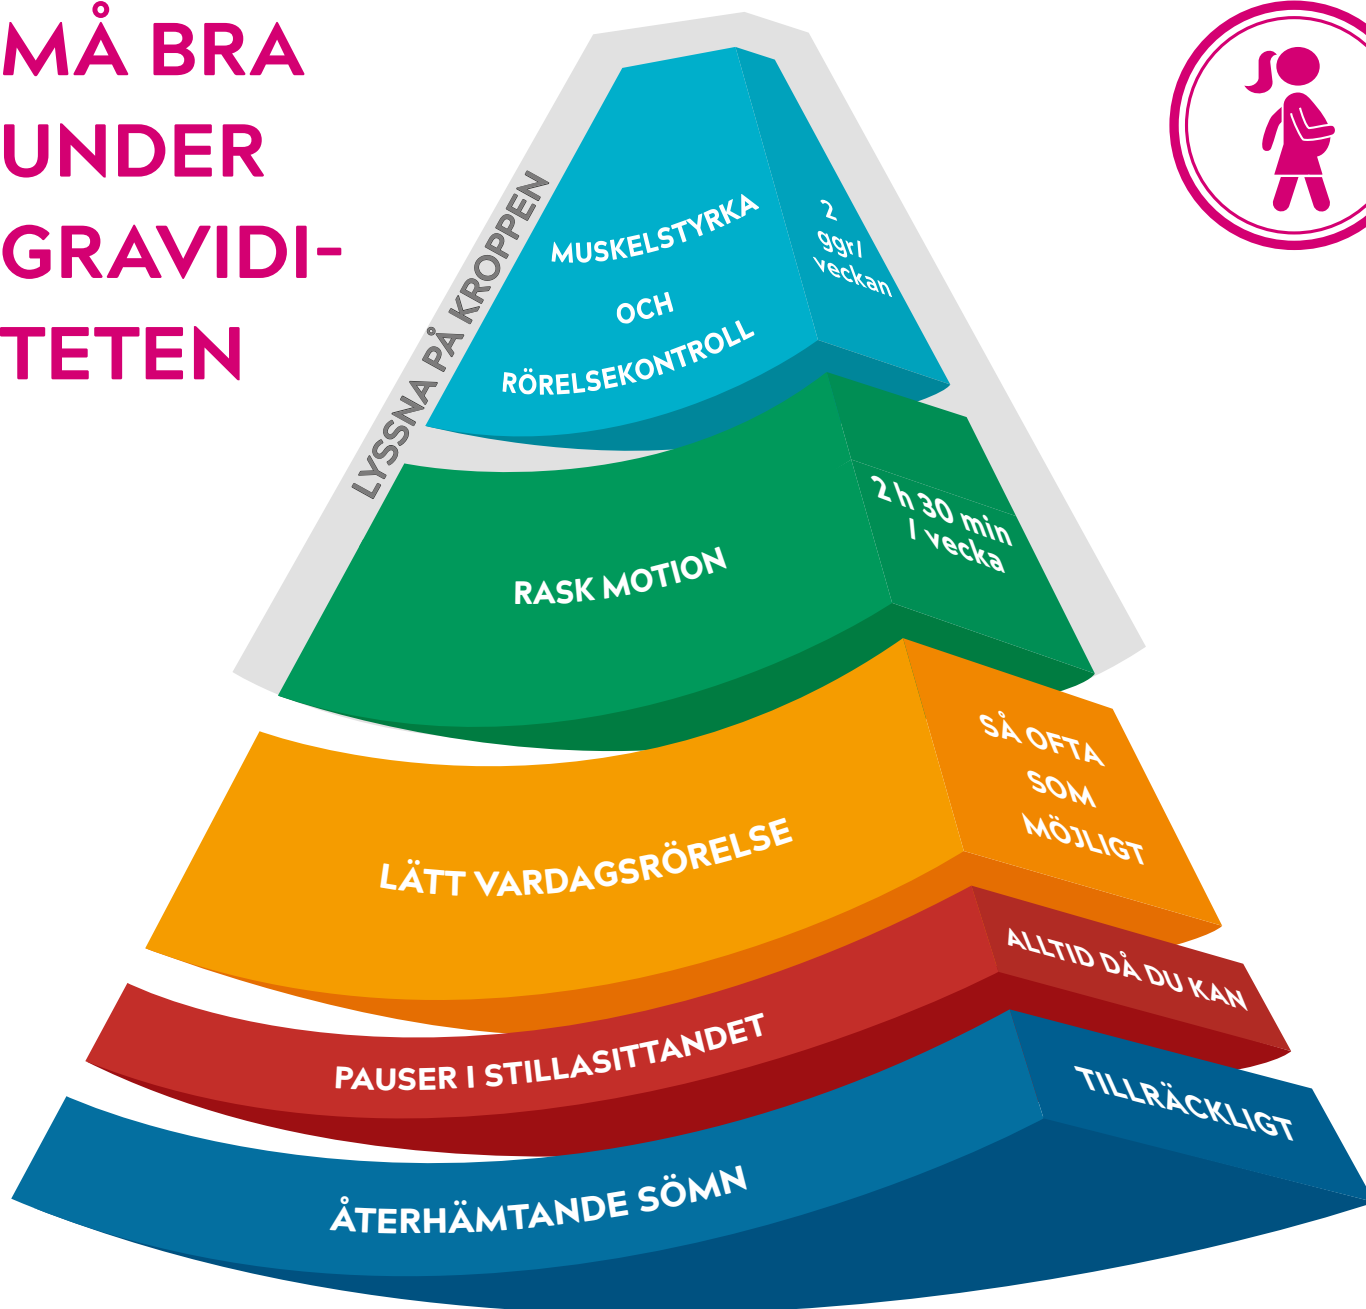 MÅ BRA
UNDER
GRAVIDI-
TETEN
LYSSNA PÅ KROPPEN
MUSKELSTYRKA
OCH
RÖRELSEKONTROLL
2
ggr/
veckan
RASK MOTION
2 h 30 min
/ vecka
LÄTT VARDAGSRÖRELSE
SÅ OFTA
SOM
MÖJLIGT
PAUSER I STILLASITTANDET
ALLTID DÅ DU KAN
ÅTERHÄMTANDE SÖMN
TILLRÄCKLIGT